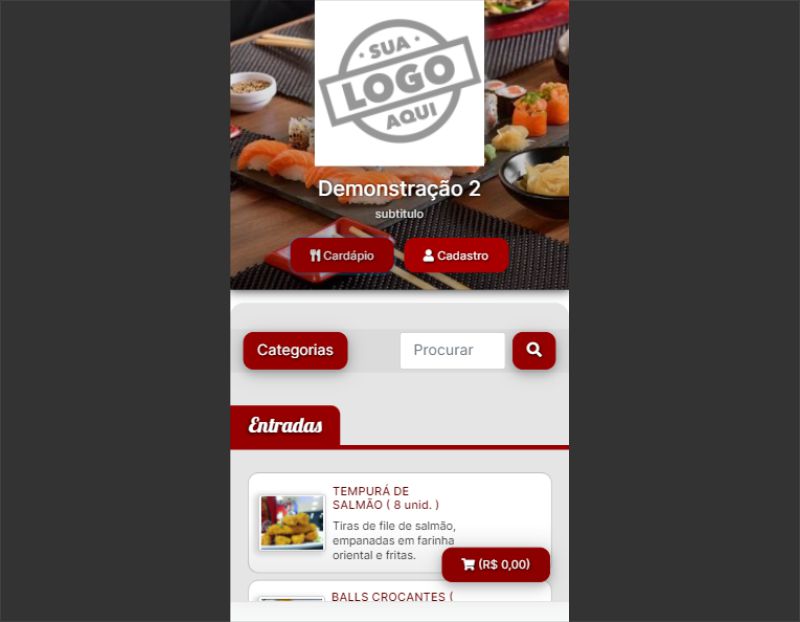 SUA
LOGO
AQUI
Demonstração 2
subtitulo
Cardápio
Cadastro
Categorias
Procurar
Entradas
TEMPURÁ DE
SALMÃO ( 8 unid. )
Tiras de file de salmão,
empanadas em farinha
oriental e fritas.
(R$ 0,00)
BALLS CROCANTES (